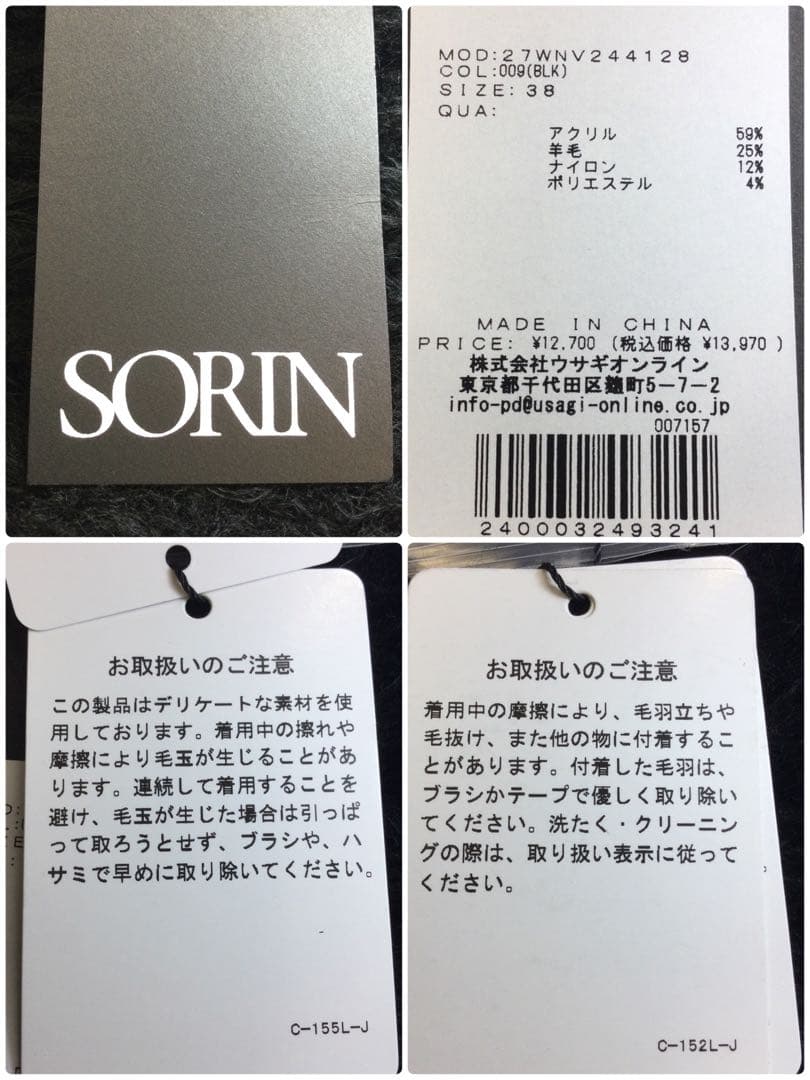 SORIN
MOD:27WNV244128
COL:009(BLK)
SIZE:38
QUA:
アクリル 59%
羊毛 25%
ナイロン 12%
ポリエステル 4%
MADE IN CHINA
PRICE: ¥12,700 (税込価格 ¥13,970 )
株式会社ウサギオンライン
東京都千代田区麹町5-7-2
info-pd@usagi-online.co.jp
007157
2400032493241
お取扱いのご注意
この製品はデリケートな素材を使
用しております。着用中の擦れや
摩擦により毛玉が生じることがあ
ります。連続して着用することを
避け、毛玉が生じた場合は引っぱ
って取ろうとせず、ブラシや、ハ
サミで早めに取り除いてください。
C-155L-J
お取扱いのご注意
着用中の摩擦により、毛羽立ちや
毛抜け、また他の物に付着するこ
とがあります。付着した毛羽は、
ブラシかテープで優しく取り除い
てください。洗たく・クリーニン
グの際は、取り扱い表示に従って
ください。
C-152L-J